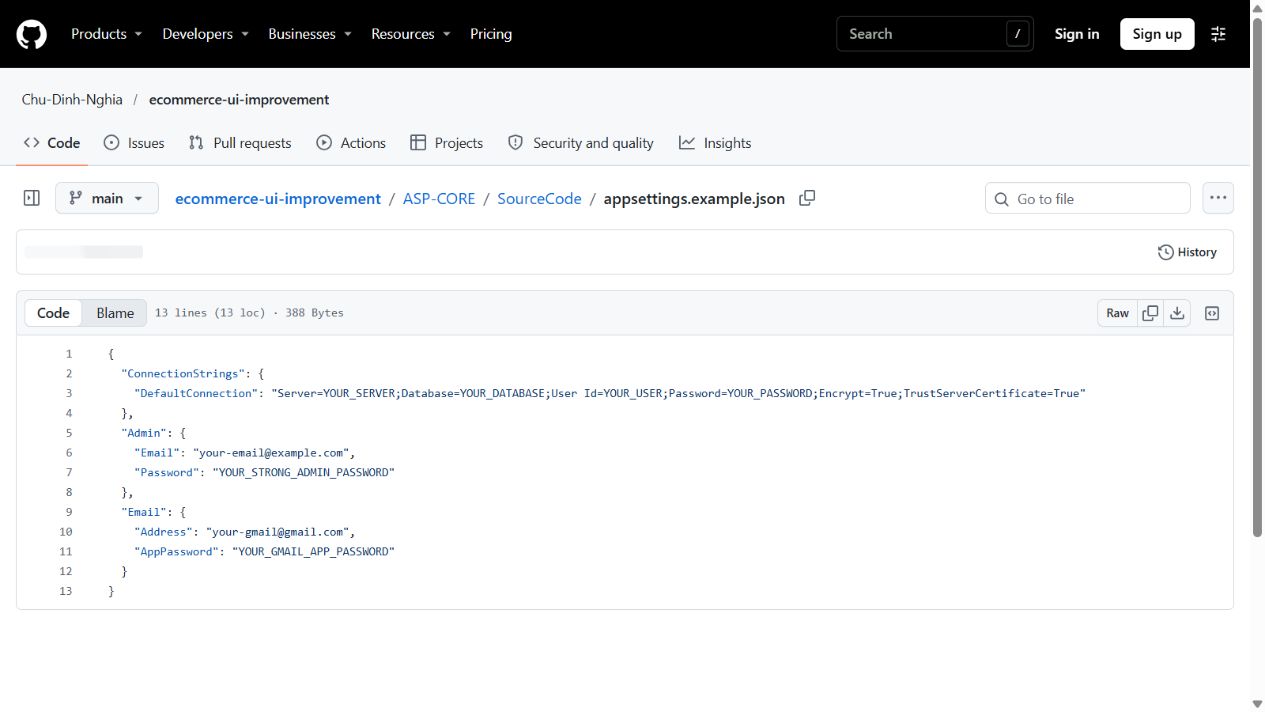 Products Developers Businesses Resources Pricing Search / Sign in Sign up
Chu-Dinh-Nghia / ecommerce-ui-improvement
Code Issues Pull requests Actions Projects Security and quality Insights
main ecommerce-ui-improvement / ASP-CORE / SourceCode / appsettings.example.json Go to file
History
Code Blame 13 lines (13 loc) · 388 Bytes Raw
1 {
2 "ConnectionStrings": {
3 "DefaultConnection": "Server=YOUR_SERVER;Database=YOUR_DATABASE;User Id=YOUR_USER;Password=YOUR_PASSWORD;Encrypt=True;TrustServerCertificate=True"
4 },
5 "Admin": {
6 "Email": "your-email@example.com",
7 "Password": "YOUR_STRONG_ADMIN_PASSWORD"
8 },
9 "Email": {
10 "Address": "your-gmail@gmail.com",
11 "AppPassword": "YOUR_GMAIL_APP_PASSWORD"
12 }
13 }